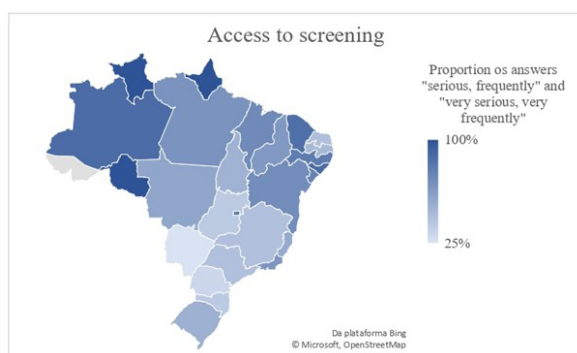 Access to screening
Proportion os answers
"serious, frequently" and
"very serious, very
frequently"
100%
25%
Da plataforma Bing
© Microsoft, OpenStreetMap